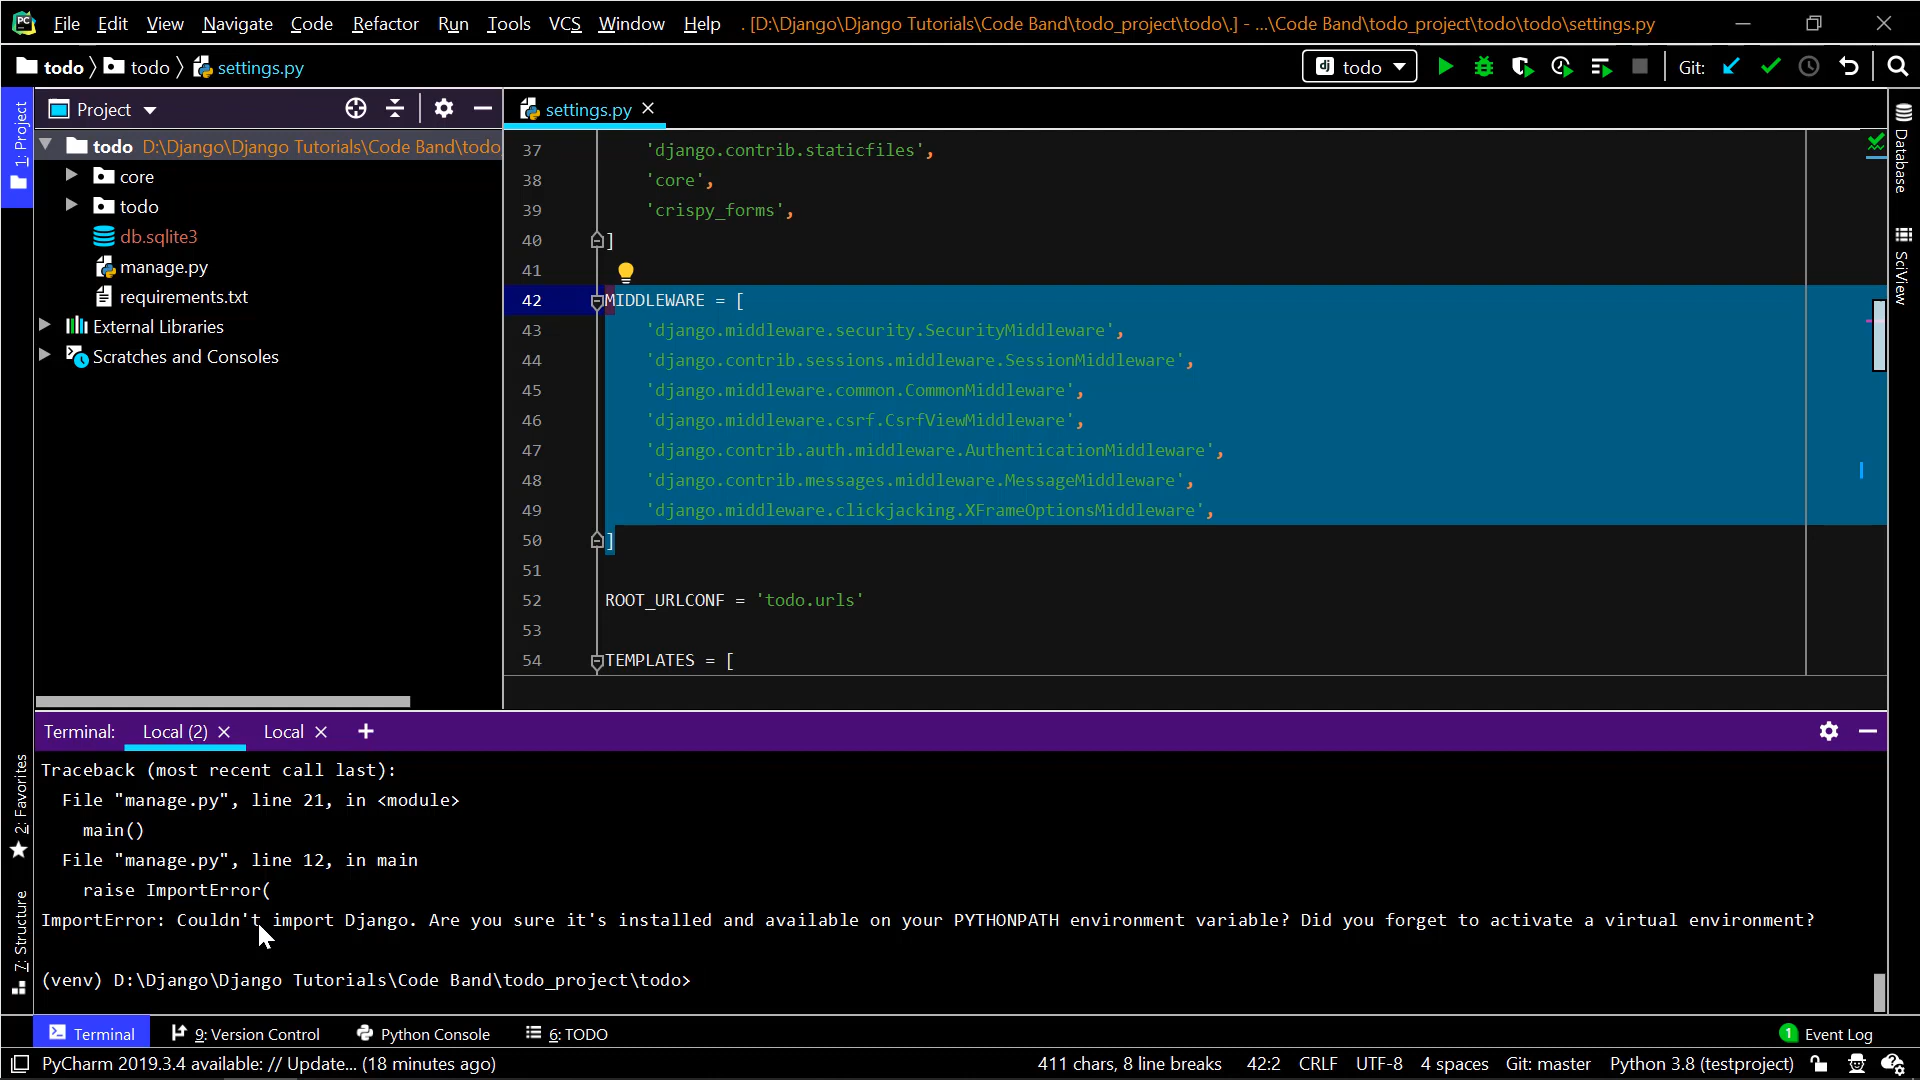 PC File Edit View Navigate Code Refactor Run Tools VCS Window Help . [D:\Django\Django Tutorials\Code Band\todo_project\todo\.] - ...\Code Band\todo_project\todo\todo\settings.py
todo todo settings.py dj todo Git:
1: Project
Project
todo D:\Django\Django Tutorials\Code Band\todo
core
todo
db.sqlite3
manage.py
requirements.txt
External Libraries
Scratches and Consoles
settings.py
37 'django.contrib.staticfiles',
38 'core',
39 'crispy_forms',
40 ]
41
42 MIDDLEWARE = [
43 'django.middleware.security.SecurityMiddleware',
44 'django.contrib.sessions.middleware.SessionMiddleware',
45 'django.middleware.common.CommonMiddleware',
46 'django.middleware.csrf.CsrfViewMiddleware',
47 'django.contrib.auth.middleware.AuthenticationMiddleware',
48 'django.contrib.messages.middleware.MessageMiddleware',
49 'django.middleware.clickjacking.XFrameOptionsMiddleware',
50 ]
51
52 ROOT_URLCONF = 'todo.urls'
53
54 TEMPLATES = [
Database
SciView
Terminal: Local (2) Local
2: Favorites
7: Structure
Traceback (most recent call last):
File "manage.py", line 21, in <module>
main()
File "manage.py", line 12, in main
raise ImportError(
ImportError: Couldn't import Django. Are you sure it's installed and available on your PYTHONPATH environment variable? Did you forget to activate a virtual environment?
(venv) D:\Django\Django Tutorials\Code Band\todo_project\todo>
Terminal 9: Version Control Python Console 6: TODO 1 Event Log
PyCharm 2019.3.4 available: // Update... (18 minutes ago) 411 chars, 8 line breaks 42:2 CRLF UTF-8 4 spaces Git: master Python 3.8 (testproject)